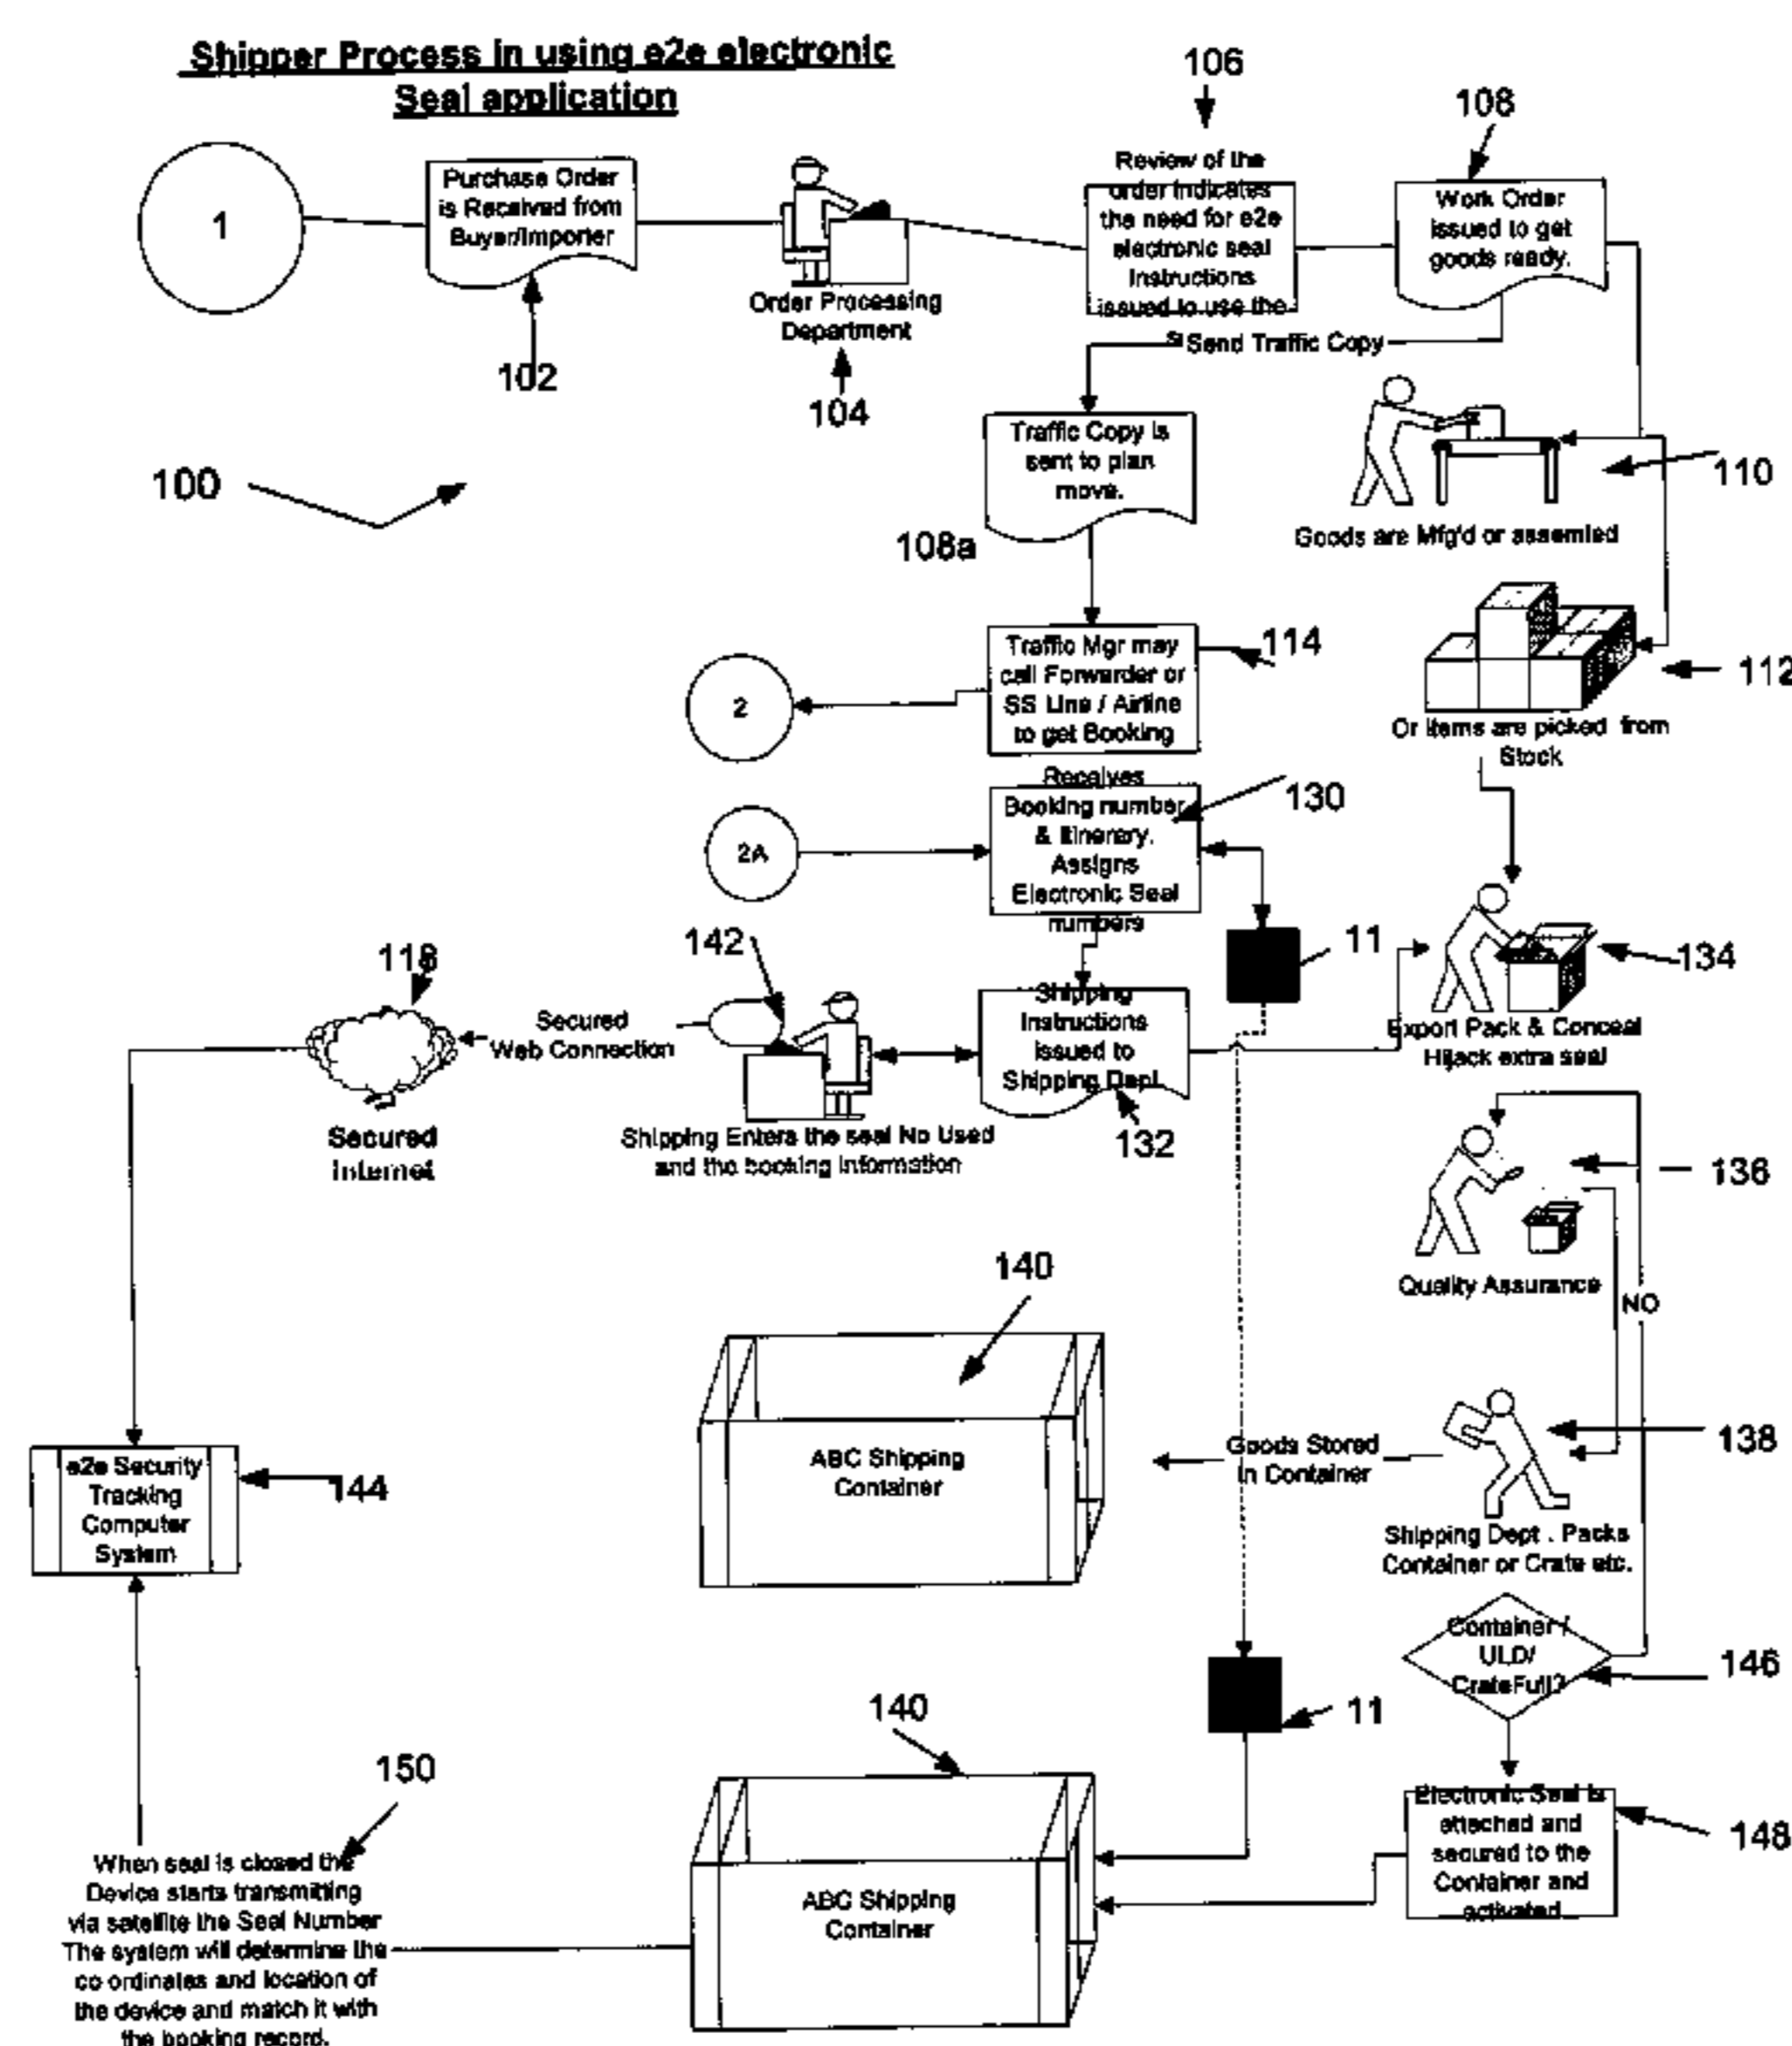 Shipper Process in using e2e electronic
Seal application
106
108
1
Purchase Order
is Received from
Buyer/Importer
Order Processing
Department
Review of the
order indicates
the need for e2e
electronic seal
Instructions
issued to use the
Work Order
issued to get
goods ready.
102
104
Send Traffic Copy
100
Traffic Copy is
sent to plan
move.
108a
110
Goods are Mfg'd or assemled
Traffic Mgr may
call Forwarder or
SS Line / Airline
to get Booking
114
2
112
Or Items are picked from
Stock
Receives
Booking number
& Itinerary.
Assigns
Electronic Seal
numbers
130
2A
11
134
Export Pack & Conceal
Hijack extra seal
118
142
Secured
Web Connection
Secured
Internet
Shipping Enters the seal No Used
and the booking information
Shipping
Instructions
issued to
Shipping Dept.
132
136
Quality Assurance
NO
140
ABC Shipping
Container
Goods Stored
In Container
138
Shipping Dept . Packs
Container or Crate etc.
e2e Security
Tracking
Computer
System
144
Container /
ULD/
CrateFull?
146
11
140
ABC Shipping
Container
Electronic Seal is
attached and
secured to the
Container and
activated
148
150
When seal is closed the
Device starts transmitting
via satellite the Seal Number
The system will determine the
co ordinates and location of
the device and match it with
the booking record.